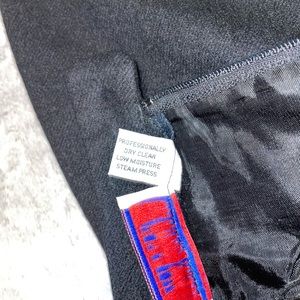 PROFESSIONALLY
DRY CLEAN
LOW MOISTURE
STEAM PRESS